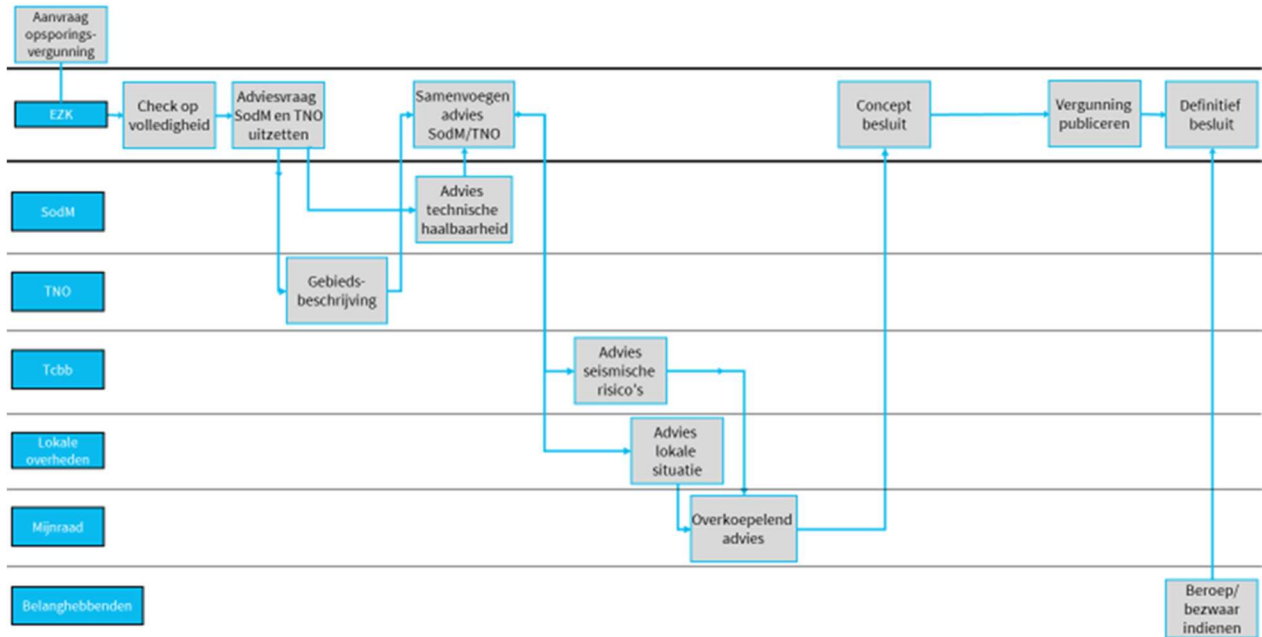 Aanvraag
opsporings-
vergunning
EZK
Check op
volledigheid
Adviesvraag
SodM en TNO
uitzetten
Samenvoegen
advies
SodM/TNO
Concept
besluit
Vergunning
publiceren
Definitief
besluit
SodM
Advies
technische
haalbaarheid
TNO
Gebieds-
beschrijving
Tcbb
Advies
seismische
risico's
Lokale
overheden
Advies
lokale
situatie
Mijnraad
Overkoepelend
advies
Belanghebbenden
Beroep/
bezwaar
indienen